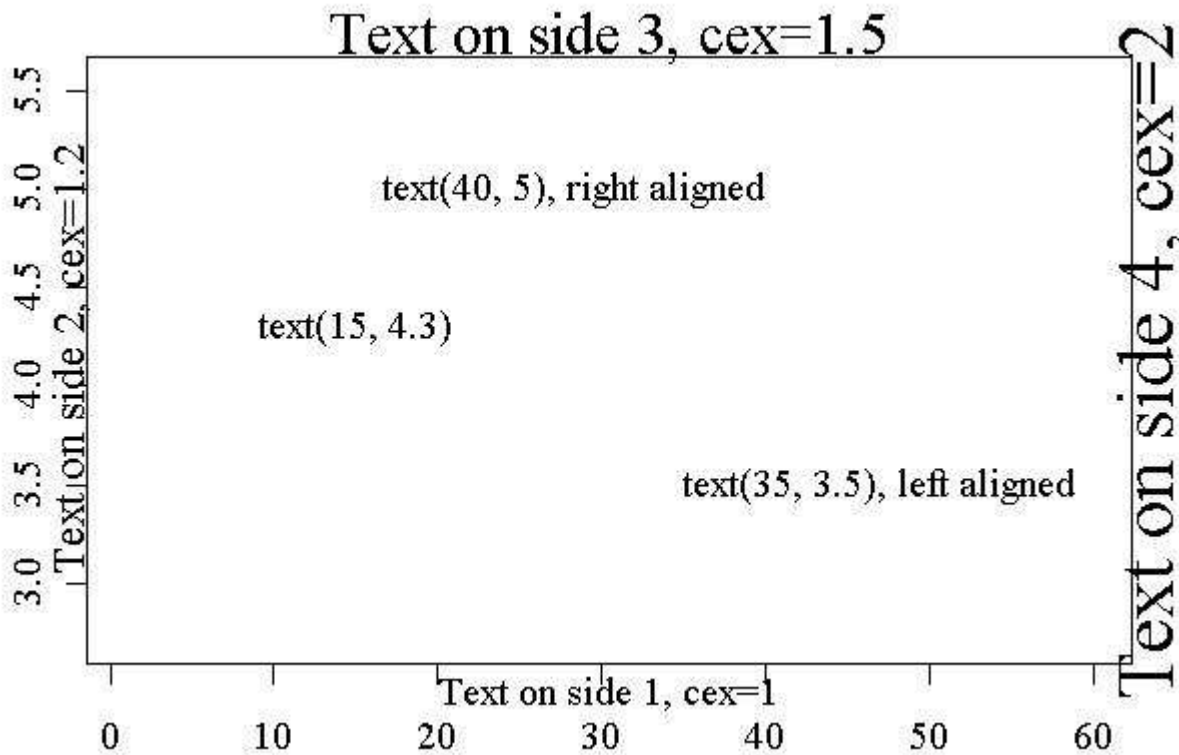 Text on side 3, cex=1.5
5.5
5.0
4.5
4.0
3.5
3.0
Text on side 2, cex=1.2
text(40, 5), right aligned
text(15, 4.3)
text(35, 3.5), left aligned
Text on side 4, cex=2
Text on side 1, cex=1
0 10 20 30 40 50 60